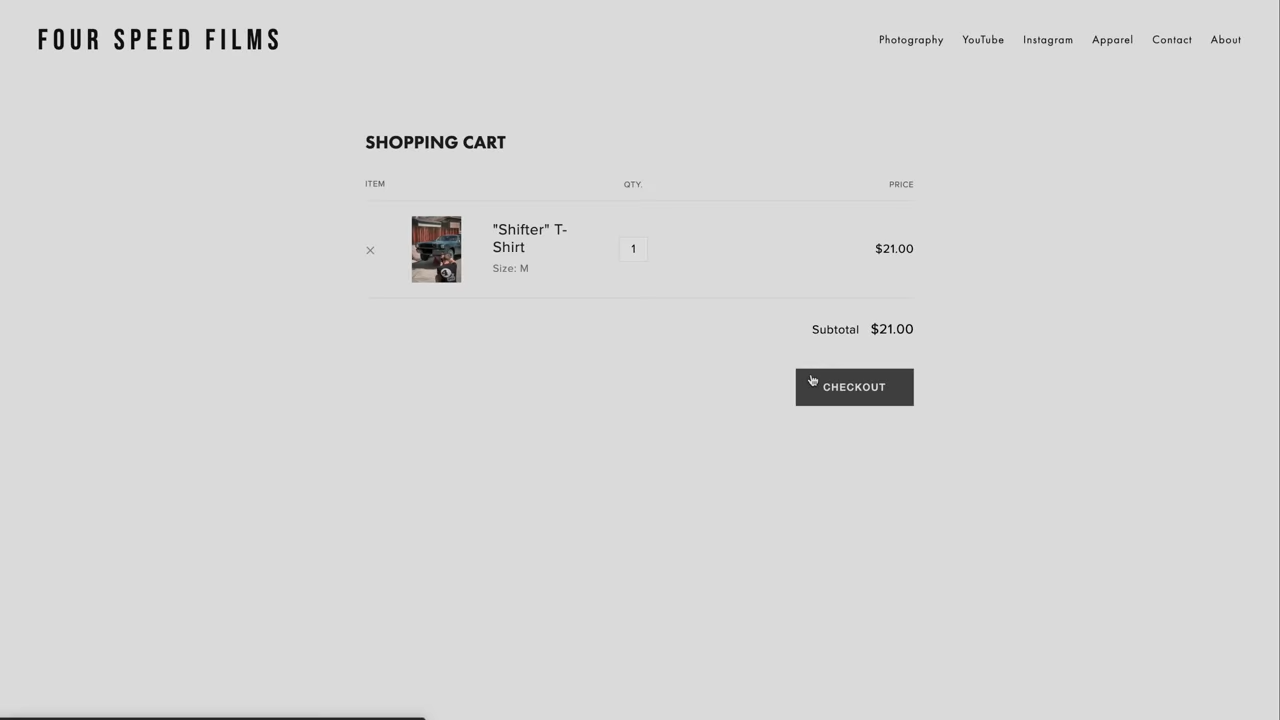 FOUR SPEED FILMS
Photography YouTube Instagram Apparel Contact About
SHOPPING CART
ITEM QTY. PRICE
"Shifter" T-
Shirt
Size: M
1
$21.00
Subtotal $21.00
CHECKOUT